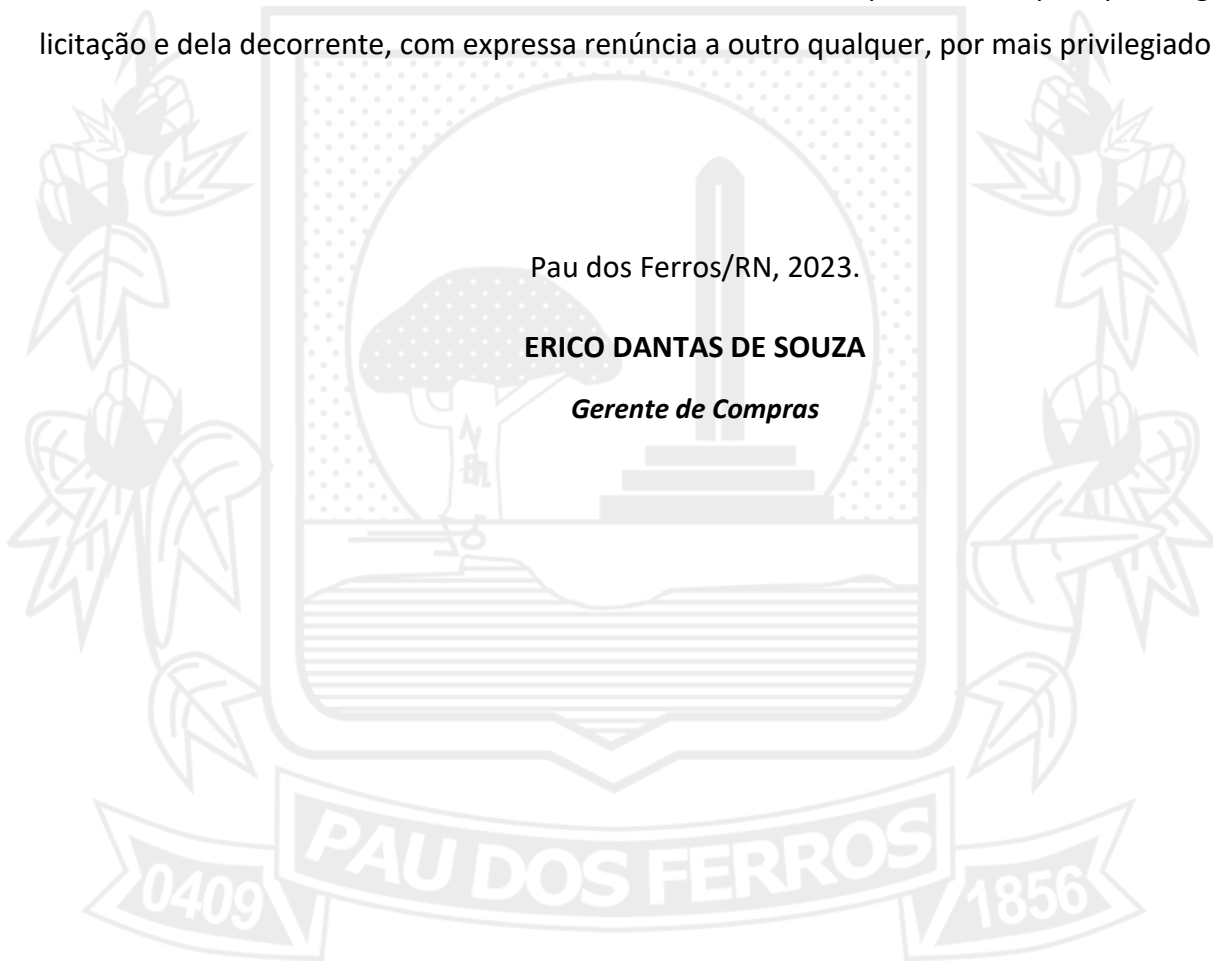 licitação e dela decorrente, com expressa renúncia a outro qualquer, por mais privilegiado
Pau dos Ferros/RN, 2023.
ERICO DANTAS DE SOUZA
Gerente de Compras
PAU DOS FERROS
0409
1856